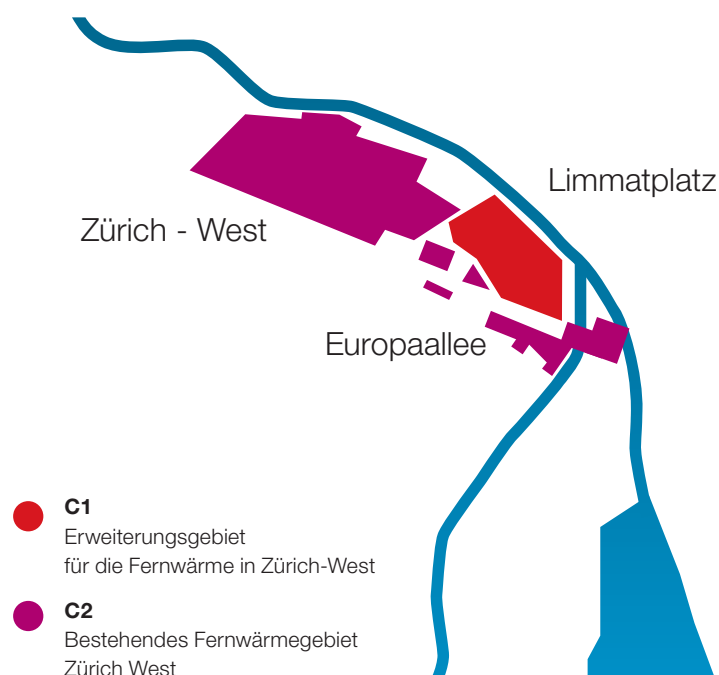 Limmatplatz
Zürich - West
Europaallee
C1
Erweiterungsgebiet
für die Fernwärme in Zürich-West
C2
Bestehendes Fernwärmegebiet
Zürich West